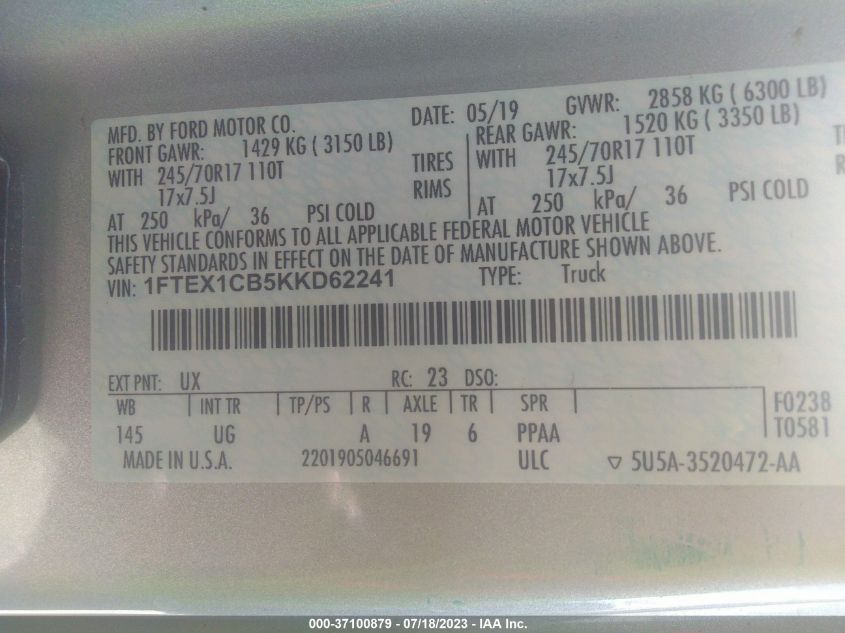 MFD. BY FORD MOTOR CO. DATE: 05/19 GVWR: 2858 KG ( 6300 LB)
FRONT GAWR: 1429 KG ( 3150 LB) REAR GAWR: 1520 KG ( 3350 LB)
WITH 245/70R17 110T TIRES WITH 245/70R17 110T
17x7.5J RIMS 17x7.5J
AT 250 kPa/ 36 PSI COLD AT 250 kPa/ 36 PSI COLD
THIS VEHICLE CONFORMS TO ALL APPLICABLE FEDERAL MOTOR VEHICLE
SAFETY STANDARDS IN EFFECT ON THE DATE OF MANUFACTURE SHOWN ABOVE.
VIN: 1FTEX1CB5KKD62241 TYPE: Truck
EXT PNT: UX RC: 23 DSO:
WB INT TR TP/PS R AXLE TR SPR F0238
145 UG A 19 6 PPAA T0581
MADE IN U.S.A. 2201905046691 ULC ▽ 5U5A-3520472-AA
000-37100879 / 07/18/2023 - IAA Inc.